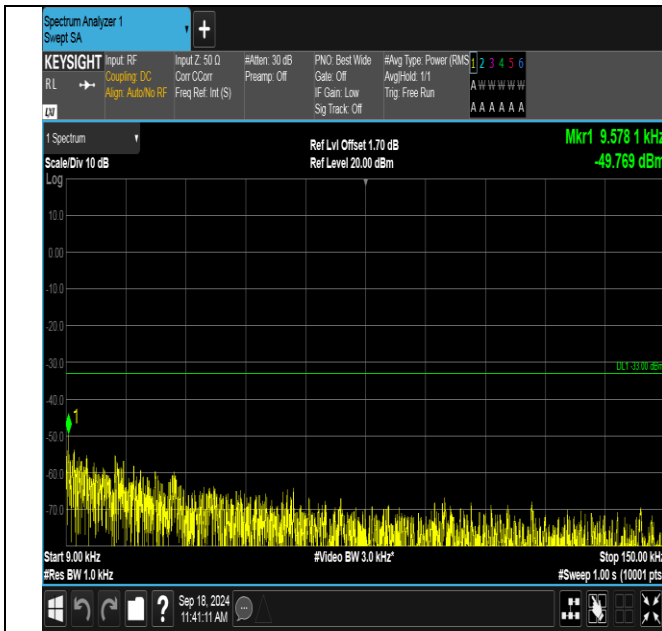 Spectrum Analyzer 1
Swept SA
+
KEYSIGHT
RL
LXI
Input: RF
Coupling: DC
Align: Auto/No RF
Input Z: 50 Ω
Corr CCorr
Freq Ref: Int (S)
#Atten: 30 dB
Preamp: Off
PNO: Best Wide
Gate: Off
IF Gain: Low
Sig Track: Off
#Avg Type: Power (RMS
Avg|Hold: 1/1
Trig: Free Run
1 2 3 4 5 6
A W W W W W
A A A A A A
1 Spectrum
Scale/Div 10 dB
Ref Lvl Offset 1.70 dB
Ref Level 20.00 dBm
Mkr1 9.578 1 kHz
-49.769 dBm
Log
10.0
0.00
-10.0
-20.0
-30.0
DL1 -33.00 dBm
-40.0
1
-50.0
-60.0
-70.0
Start 9.00 kHz
#Video BW 3.0 kHz*
Stop 150.00 kHz
#Res BW 1.0 kHz
#Sweep 1.00 s (10001 pts
?
Sep 18, 2024
11:41:11 AM